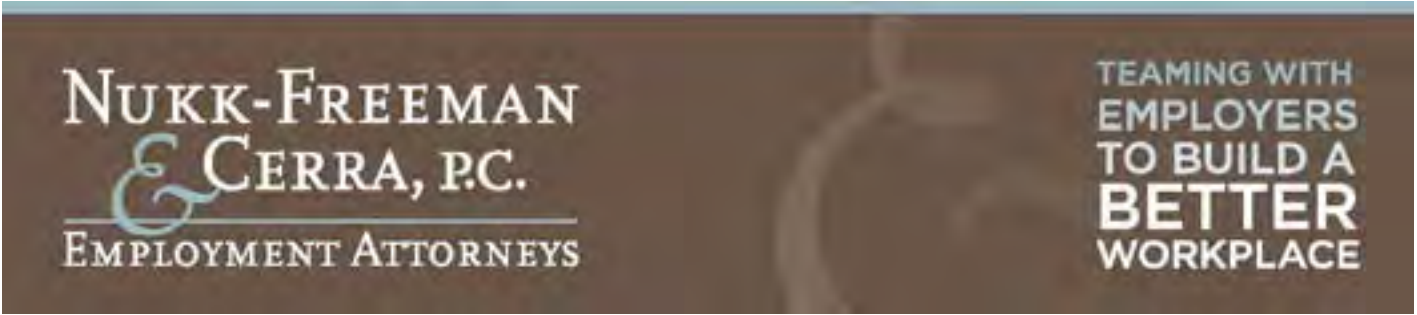 NUKK-FREEMAN
& CERRA, P.C.
EMPLOYMENT ATTORNEYS
TEAMING WITH
EMPLOYERS
TO BUILD A
BETTER
WORKPLACE